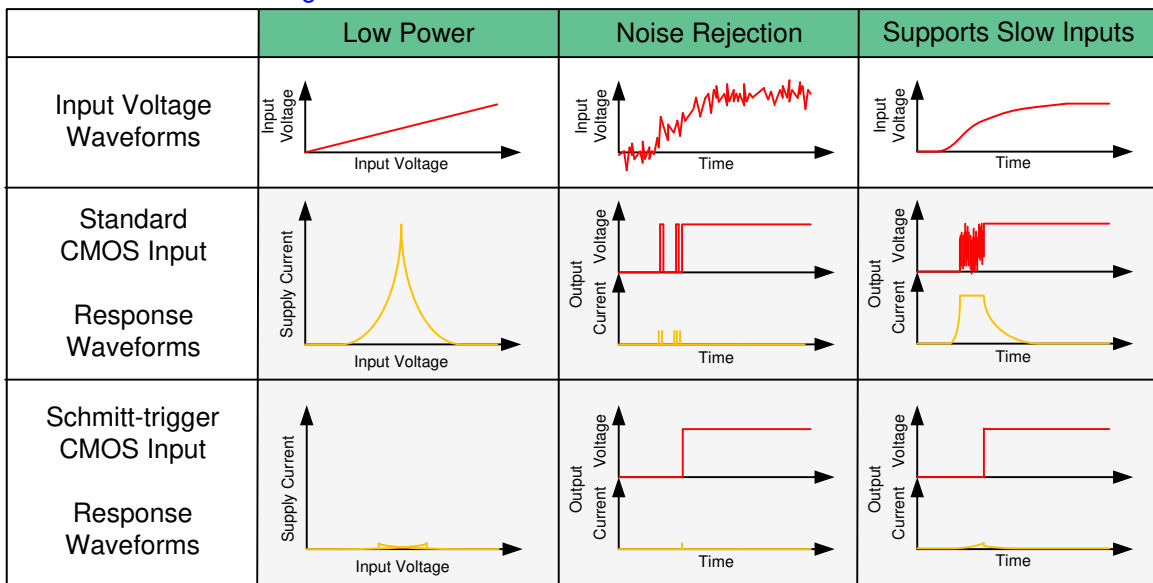 Low Power
Noise Rejection
Supports Slow Inputs
Input Voltage
Waveforms
Input
Voltage
Input Voltage
Input
Voltage
Time
Input
Voltage
Time
Standard
CMOS Input
Response
Waveforms
Supply Current
Input Voltage
Output
Voltage
Current
Time
Output
Voltage
Current
Time
Schmitt-trigger
CMOS Input
Response
Waveforms
Supply Current
Input Voltage
Output
Voltage
Current
Time
Output
Voltage
Current
Time